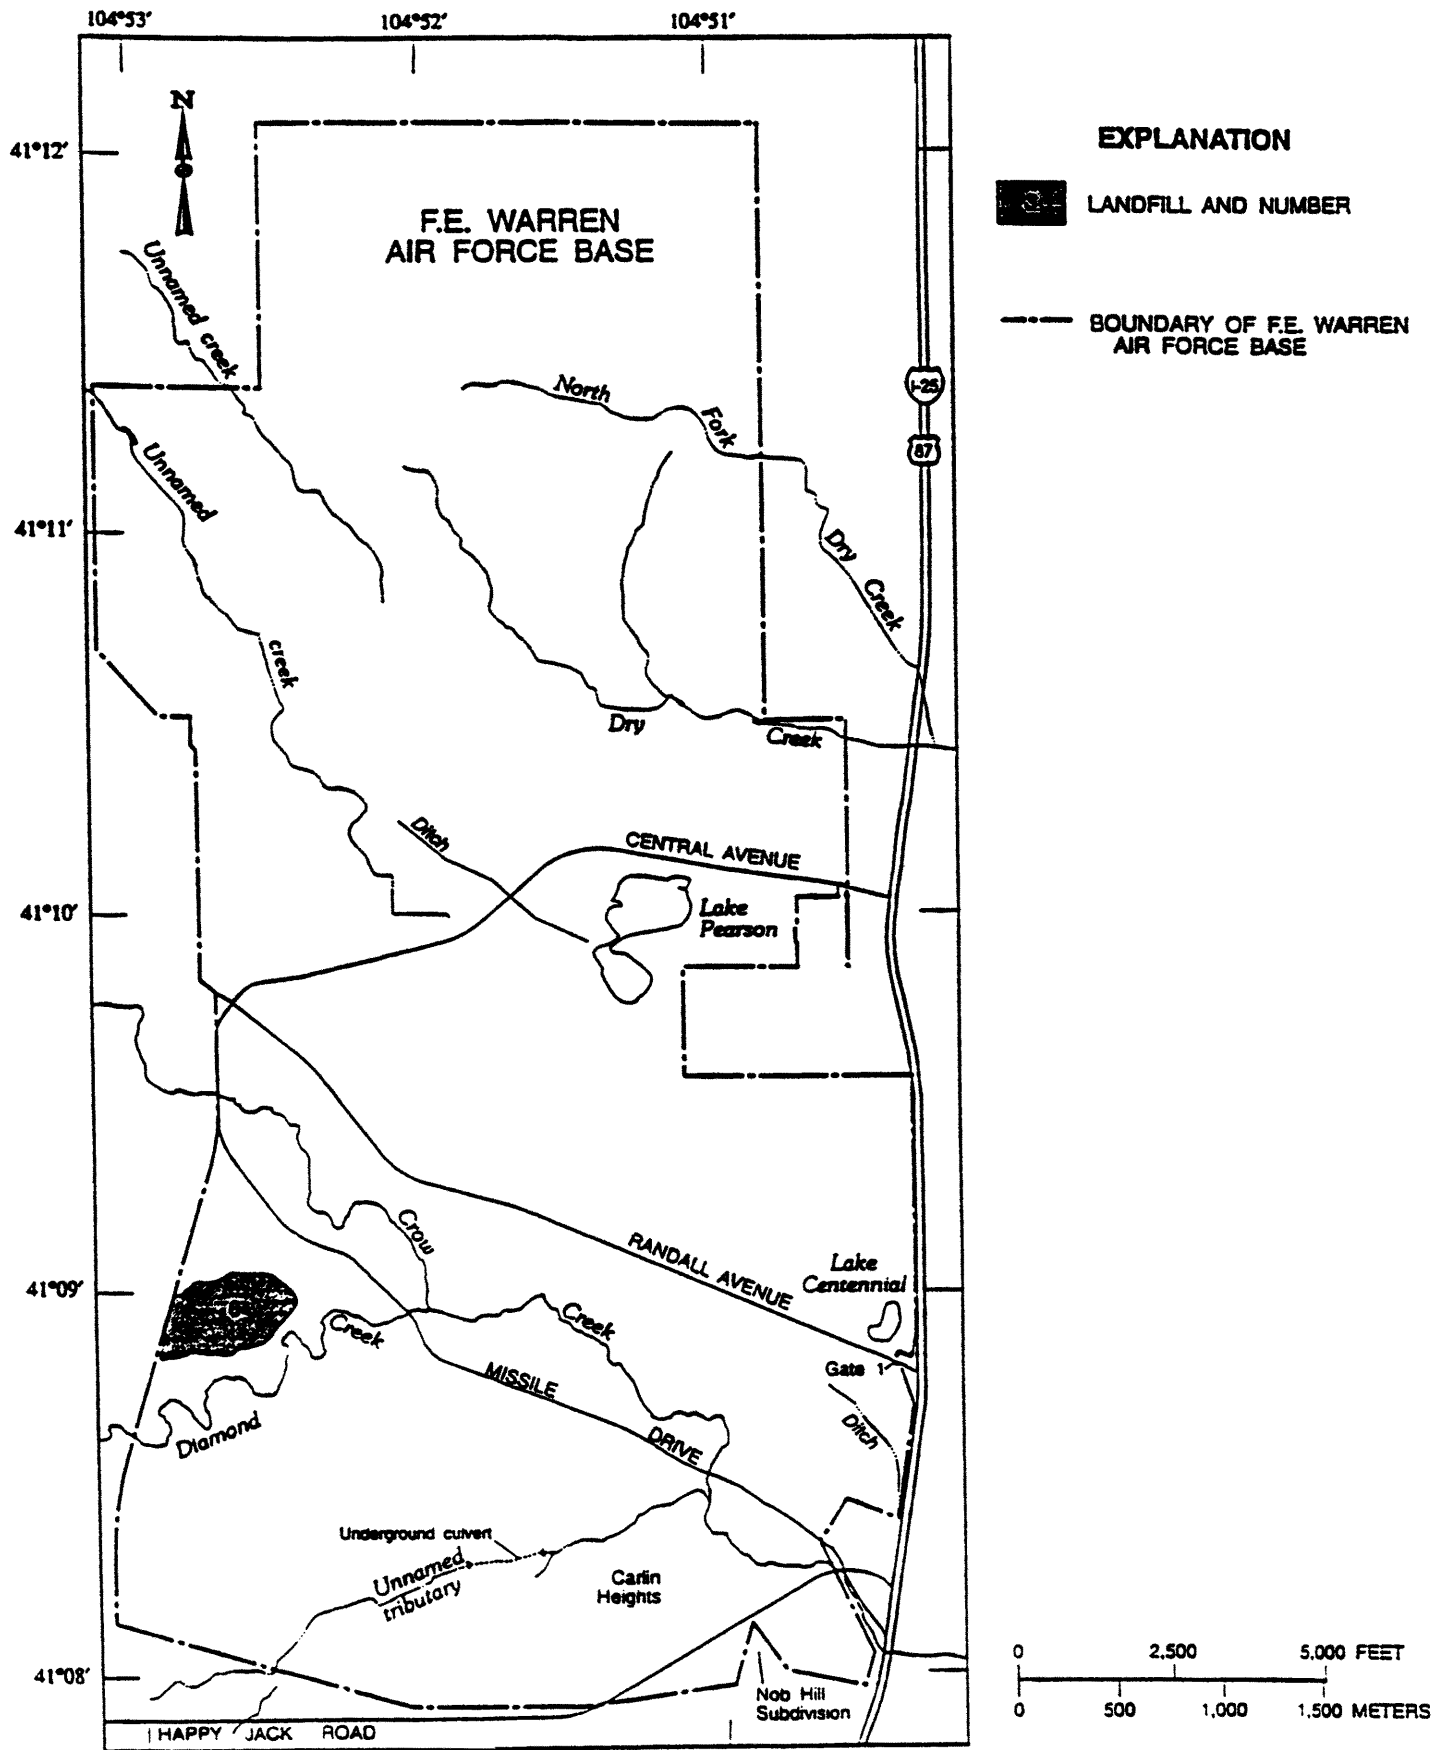 104°53′ 104°52′ 104°51′
N
41°12′
F.E. WARREN
AIR FORCE BASE
EXPLANATION
LANDFILL AND NUMBER
BOUNDARY OF F.E. WARREN
AIR FORCE BASE
Unnamed creek
I-25
North
Fork
87
Unnamed
41°11′
Dry
Creek
creek
Dry
Creek
Ditch
CENTRAL AVENUE
41°10′
Lake
Pearson
Crow
RANDALL AVENUE
Lake
Centennial
41°09′
Creek
Creek
Gate 1
MISSILE
Ditch
Diamond
DRIVE
Underground culvert
Unnamed
tributary
Carlin
Heights
0 2,500 5,000 FEET
41°08′
Nob Hill
Subdivision
0 500 1,000 1,500 METERS
HAPPY JACK ROAD